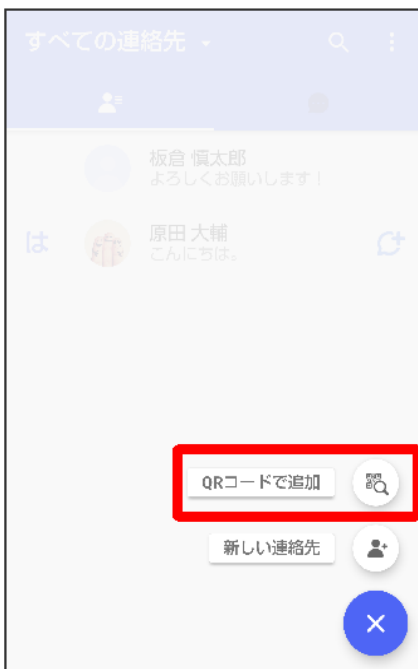 すべての連絡先
板倉 慎太郎
よろしくお願いします！
は
原田 大輔
こんにちは。
QRコードで追加
新しい連絡先